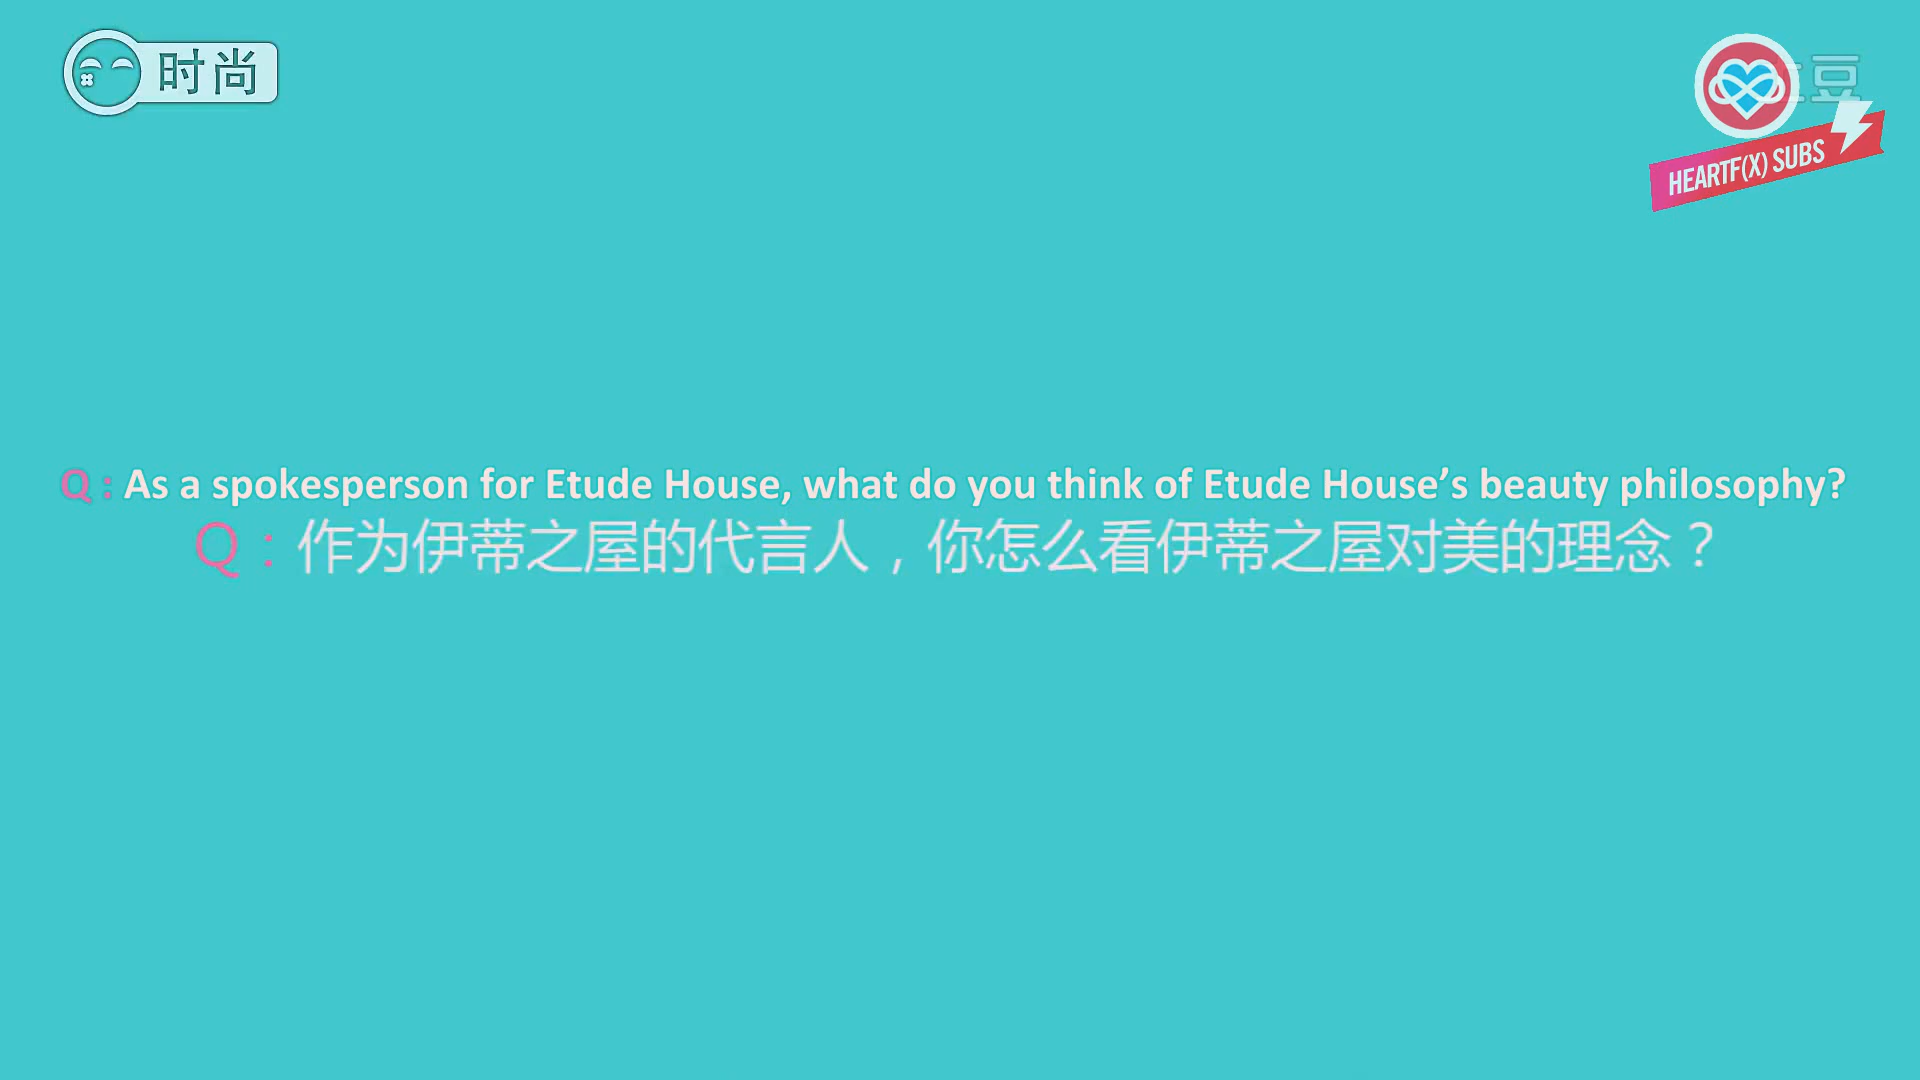 时尚
豆
HEARTF(X) SUBS
Q : As a spokesperson for Etude House, what do you think of Etude House’s beauty philosophy?
Q：作为伊蒂之屋的代言人，你怎么看伊蒂之屋对美的理念？